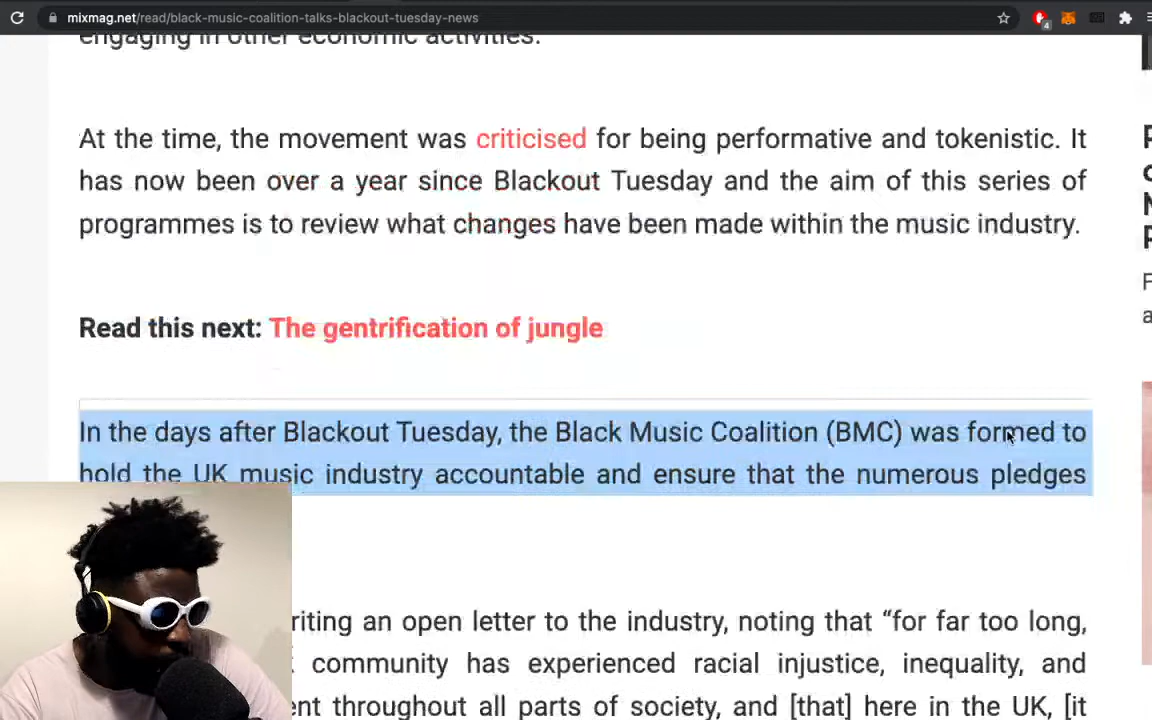 mixmag.net/read/black-music-coalition-talks-blackout-tuesday-news
4
engaging in other economic activities.
At the time, the movement was criticised for being performative and tokenistic. It
has now been over a year since Blackout Tuesday and the aim of this series of
programmes is to review what changes have been made within the music industry.
Read this next: The gentrification of jungle
In the days after Blackout Tuesday, the Black Music Coalition (BMC) was formed to
hold the UK music industry accountable and ensure that the numerous pledges
riting an open letter to the industry, noting that “for far too long,
community has experienced racial injustice, inequality, and
ent throughout all parts of society, and [that] here in the UK, [it